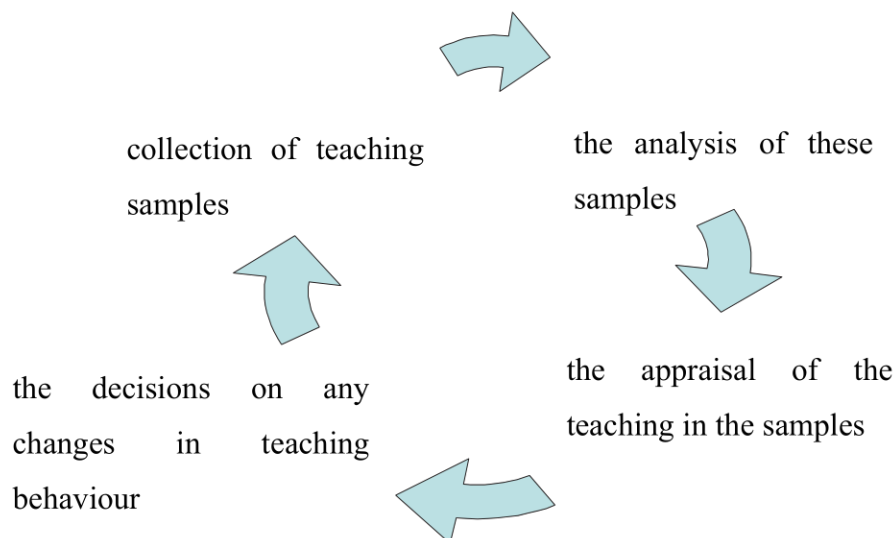 collection of teaching
samples
the analysis of these
samples
the appraisal of the
teaching in the samples
the decisions on any
changes in teaching
behaviour